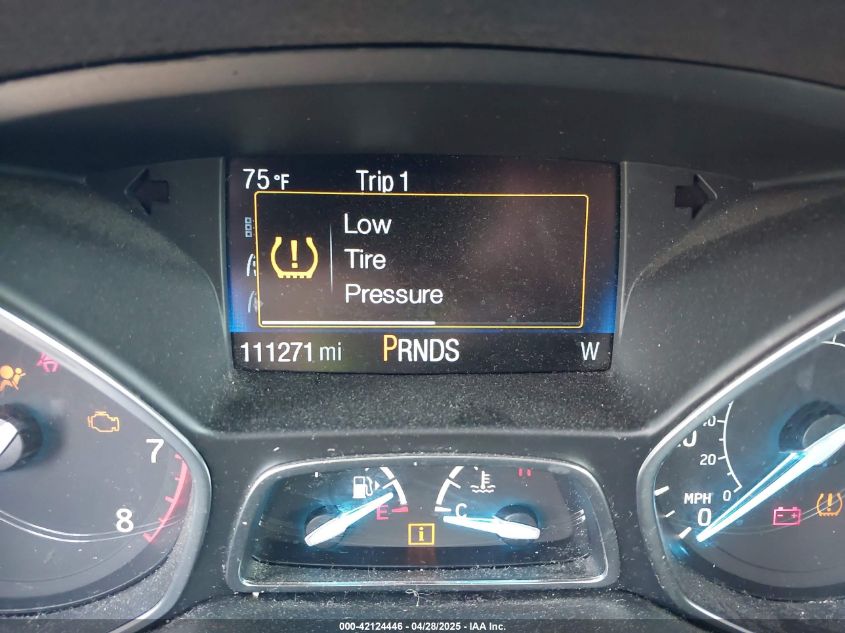 75°F Trip 1
Low
Tire
Pressure
111271 mi PRNDS W
7
8
E
C
20
0
MPH
0
000-42124446 | 04/28/2025 - IAA Inc.